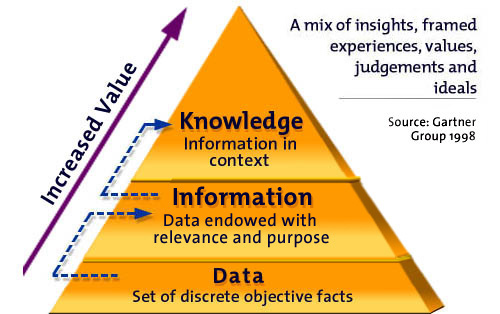 A mix of insights, framed
experiences, values,
judgements and
ideals
Source: Gartner
Group 1998
Increased Value
Knowledge
Information in
context
Information
Data endowed with
relevance and purpose
Data
Set of discrete objective facts